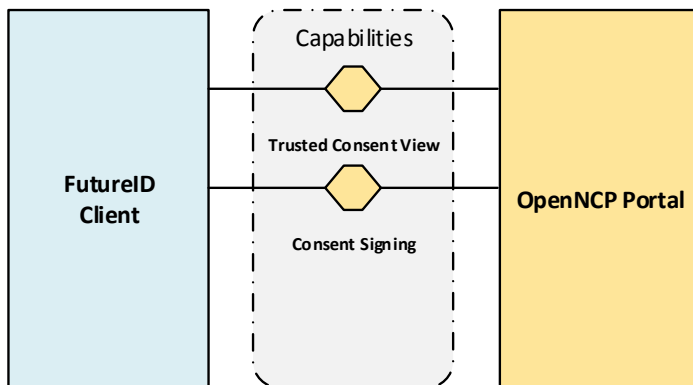 Capabilities
Trusted Consent View
FutureID
Client
OpenNCP Portal
Consent Signing